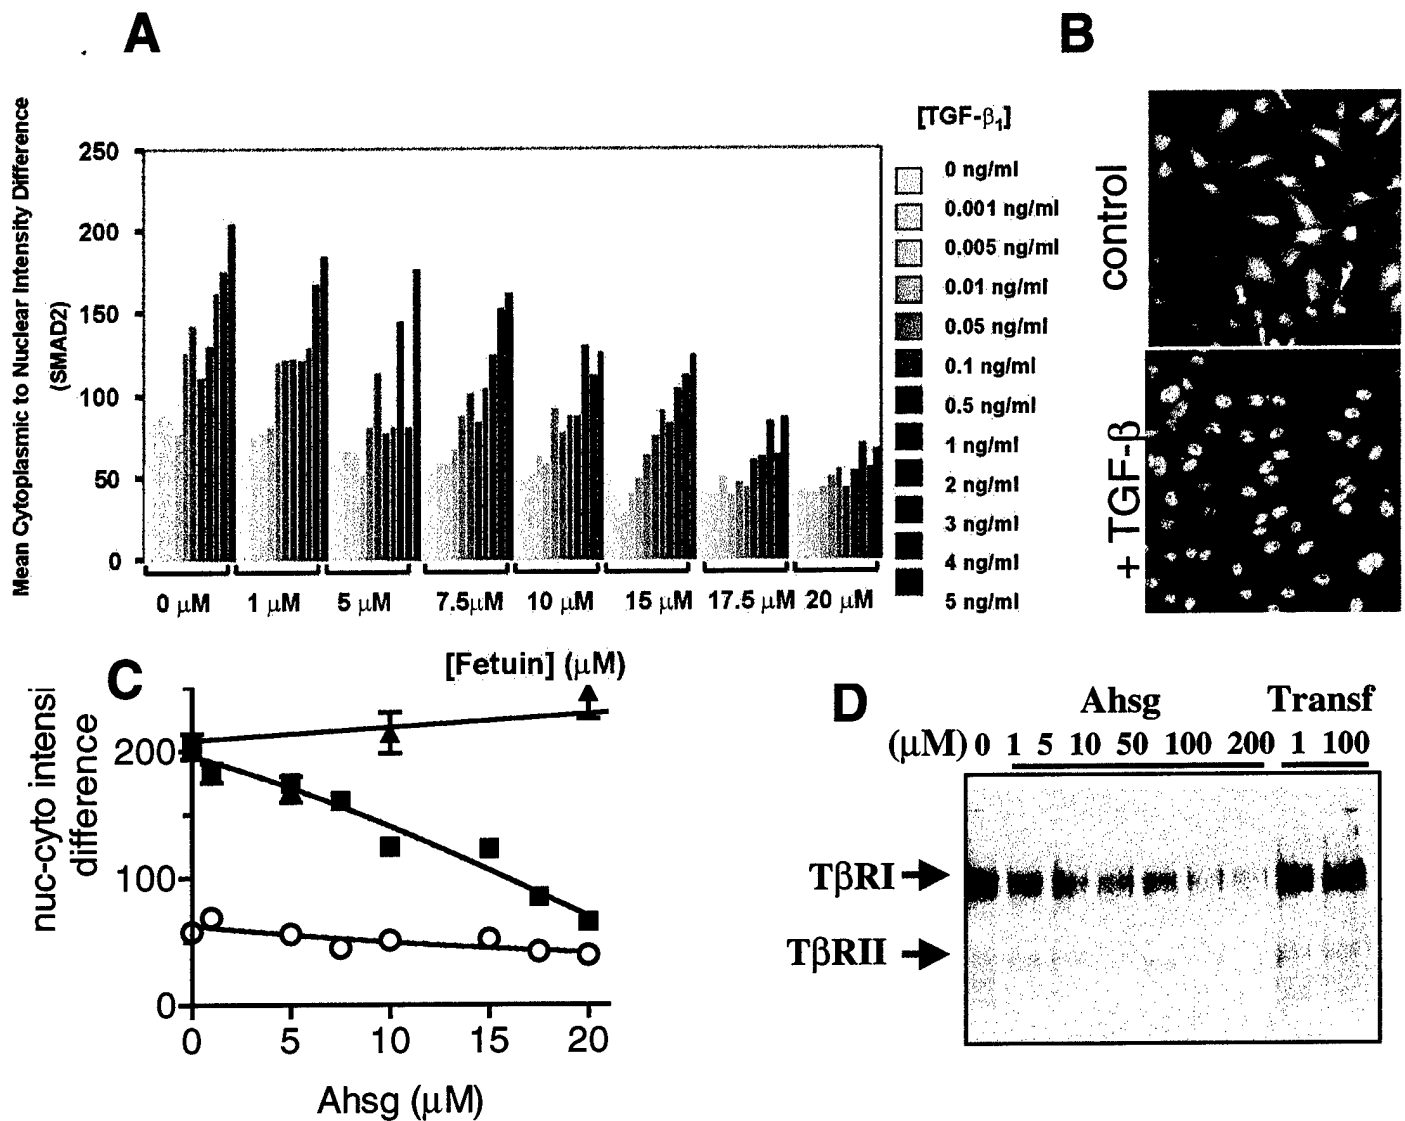 A
Mean Cytoplasmic to Nuclear Intensity Difference
(SMAD2)
250
200
150
100
50
0
0 μM 1 μM 5 μM 7.5μM 10 μM 15 μM 17.5 μM 20 μM
[Fetuin] (μM)
[TGF-β1]
0 ng/ml
0.001 ng/ml
0.005 ng/ml
0.01 ng/ml
0.05 ng/ml
0.1 ng/ml
0.5 ng/ml
1 ng/ml
2 ng/ml
3 ng/ml
4 ng/ml
5 ng/ml
B
control
+ TGF-β
C
nuc-cyto intensi
difference
200
100
0
0 5 10 15 20
Ahsg (μM)
D
Ahsg Transf
(μM) 0 1 5 10 50 100 200 1 100
TβRI
TβRII